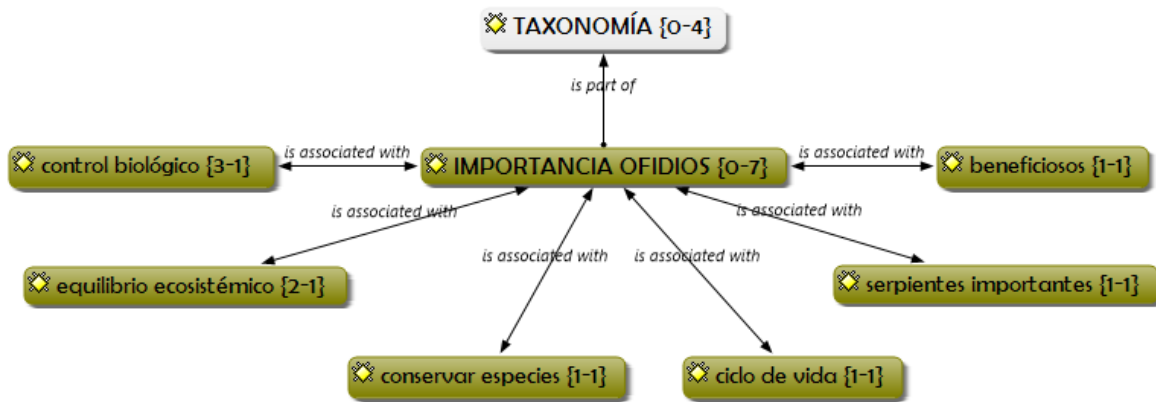 TAXONOMÍA {0-4}
is part of
control biológico {3-1}
is associated with
IMPORTANCIA OFIDIOS {0-7}
is associated with
beneficiosos {1-1}
is associated with
is associated with
is associated with
is associated with
equilibrio ecosistémico {2-1}
serpientes importantes {1-1}
conservar especies {1-1}
ciclo de vida {1-1}